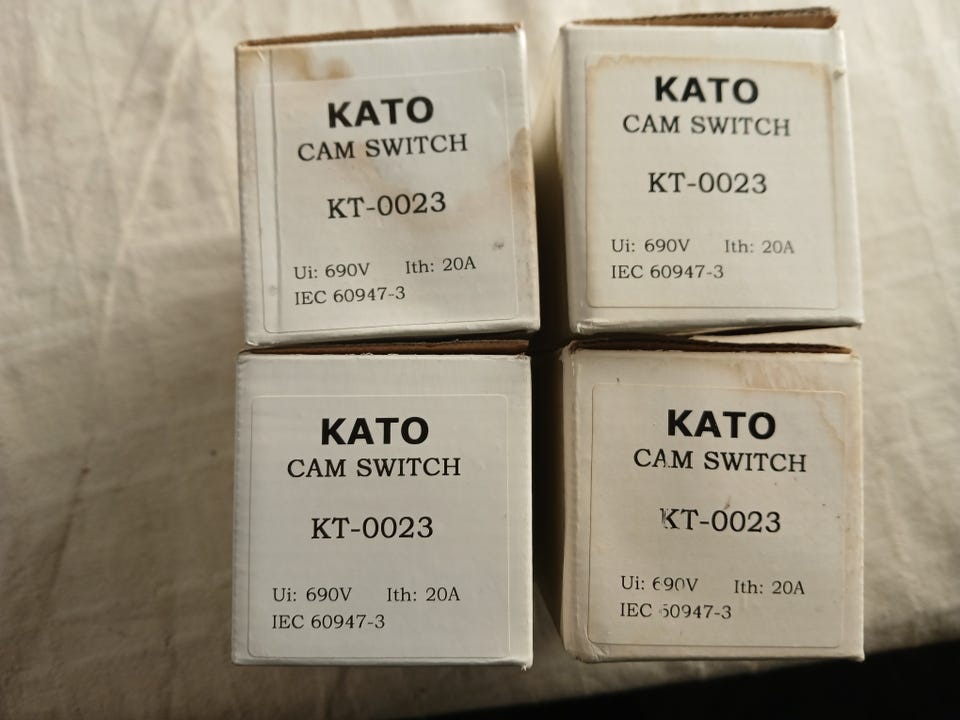 KATO
CAM SWITCH
KT-0023
Ui: 690V Ith: 20A
IEC 60947-3
KATO
CAM SWITCH
KT-0023
Ui: 690V Ith: 20A
IEC 60947-3
KATO
CAM SWITCH
KT-0023
Ui: 690V Ith: 20A
IEC 60947-3
KATO
CAM SWITCH
KT-0023
Ui: 690V Ith: 20A
IEC 60947-3